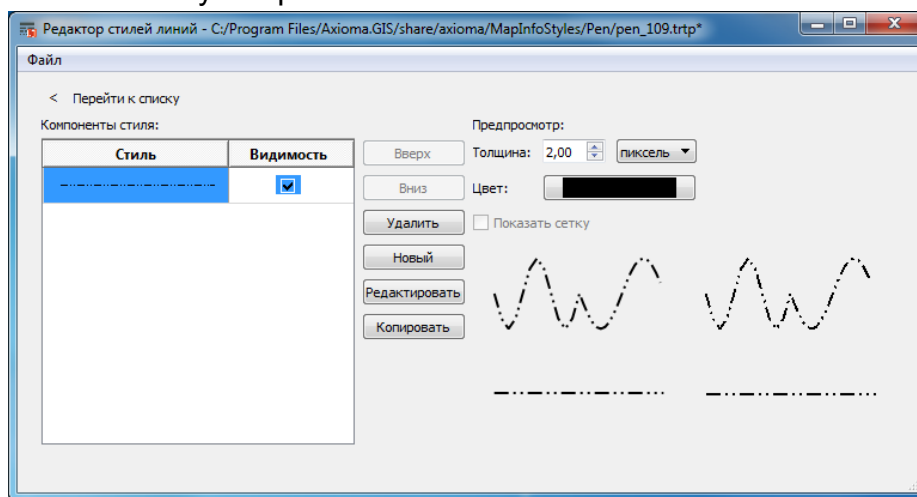 Редактор стилей линий - C:/Program Files/Axioma.GIS/share/axioma/MapInfoStyles/Pen/pen_109.trtp*
Файл
< Перейти к списку
Компоненты стиля:
Стиль
Видимость
Вверх
Вниз
Удалить
Новый
Редактировать
Копировать
Предпросмотр:
Толщина: 2,00 пиксель
Цвет:
Показать сетку